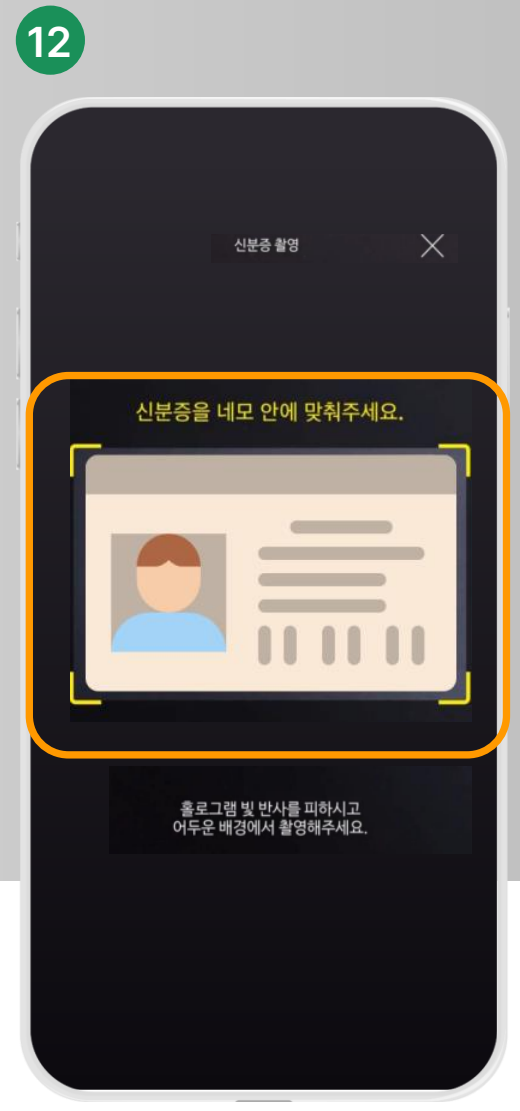 12
신분증 촬영
신분증을 네모 안에 맞춰주세요.
홀로그램 빛 반사를 피하시고
어두운 배경에서 촬영해주세요.